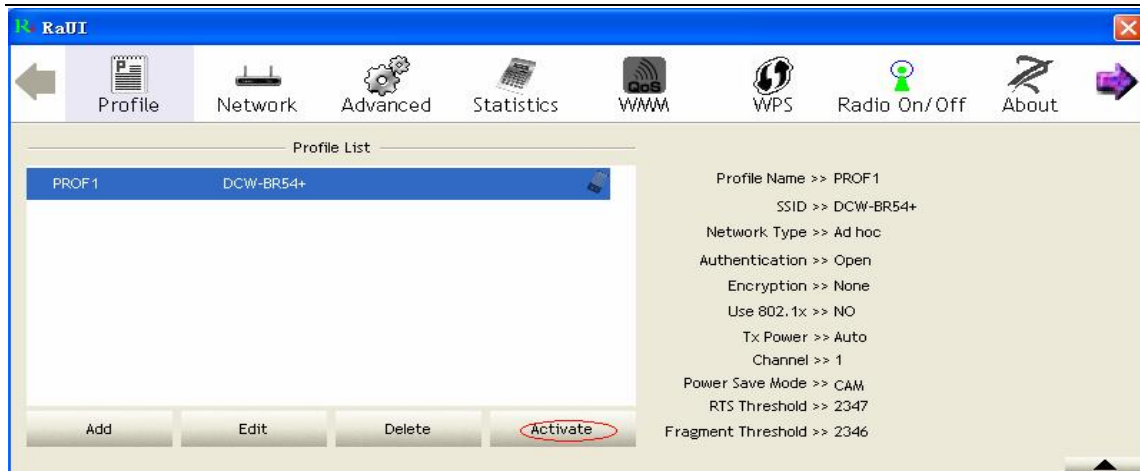 RaUI
Profile Network Advanced Statistics QoS WMM WPS Radio On/Off About
Profile List
PROF1 DCW-BR54+
Profile Name >> PROF1
SSID >> DCW-BR54+
Network Type >> Ad hoc
Authentication >> Open
Encryption >> None
Use 802.1x >> NO
Tx Power >> Auto
Channel >> 1
Power Save Mode >> CAM
RTS Threshold >> 2347
Fragment Threshold >> 2346
Add Edit Delete Activate